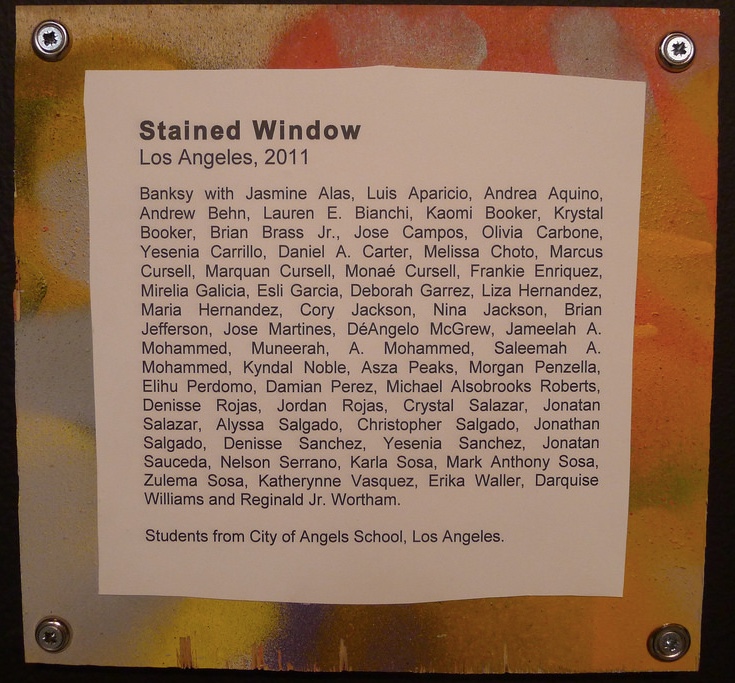 Stained Window
Los Angeles, 2011
Banksy with Jasmine Alas, Luis Aparicio, Andrea Aquino,
Andrew Behn, Lauren E. Bianchi, Kaomi Booker, Krystal
Booker, Brian Brass Jr., Jose Campos, Olivia Carbone,
Yesenia Carrillo, Daniel A. Carter, Melissa Choto, Marcus
Cursell, Marquan Cursell, Monaé Cursell, Frankie Enriquez,
Mirelia Galicia, Esli Garcia, Deborah Garrez, Liza Hernandez,
Maria Hernandez, Cory Jackson, Nina Jackson, Brian
Jefferson, Jose Martines, DéAngelo McGrew, Jameelah A.
Mohammed, Muneerah, A. Mohammed, Saleemah A.
Mohammed, Kyndal Noble, Asza Peaks, Morgan Penzella,
Elihu Perdomo, Damian Perez, Michael Alsobrooks Roberts,
Denisse Rojas, Jordan Rojas, Crystal Salazar, Jonatan
Salazar, Alyssa Salgado, Christopher Salgado, Jonathan
Salgado, Denisse Sanchez, Yesenia Sanchez, Jonatan
Sauceda, Nelson Serrano, Karla Sosa, Mark Anthony Sosa,
Zulema Sosa, Katherynne Vasquez, Erika Waller, Darquise
Williams and Reginald Jr. Wortham.
Students from City of Angels School, Los Angeles.